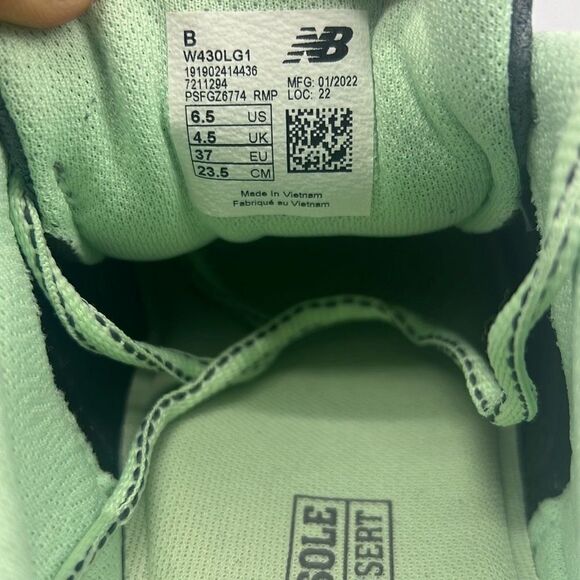 B
NB
W430LG1
191902414436
7211294
MFG: 01/2022
PSFGZ6774 RMP
LOC: 22
6.5 US
4.5 UK
37 EU
23.5 CM
Made In Vietnam
Fabriqué au Vietnam
SOLE
SERT